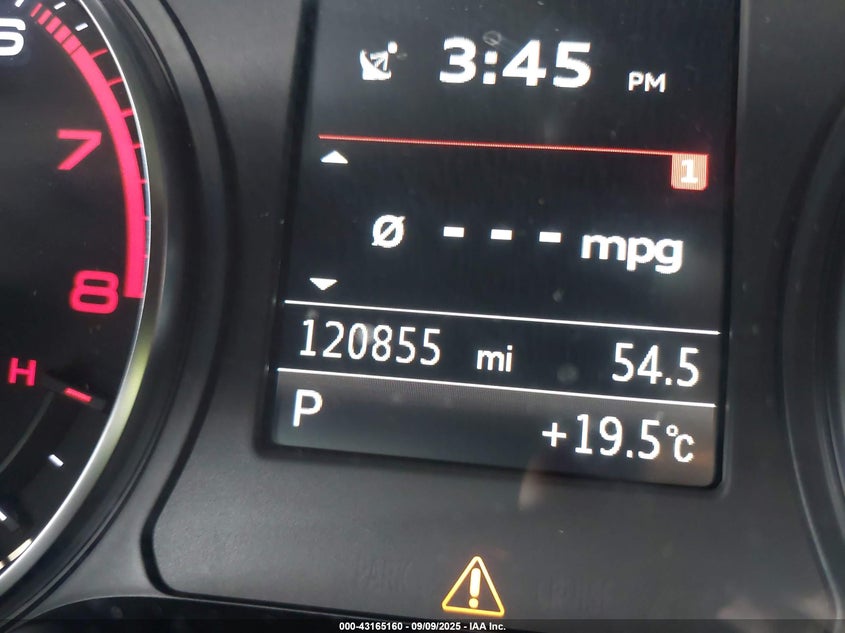 6
7
8
H
3:45 PM
1
Ø --- mpg
120855 mi 54.5
P +19.5°C
PARK
000-43165160 - 09/09/2025 - IAA Inc.